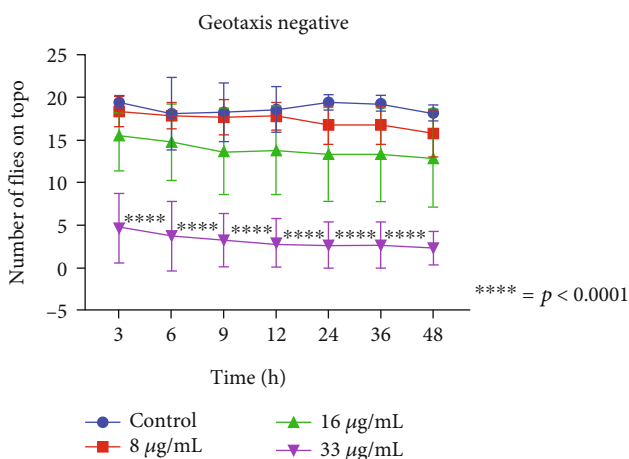 Geotaxis negative
Number of flies on topo
25
20
15
10
5
0
−5
**** **** **** **** **** ****
**** = p < 0.0001
3 6 9 12 24 36 48
Time (h)
Control
8 μg/mL
16 μg/mL
33 μg/mL